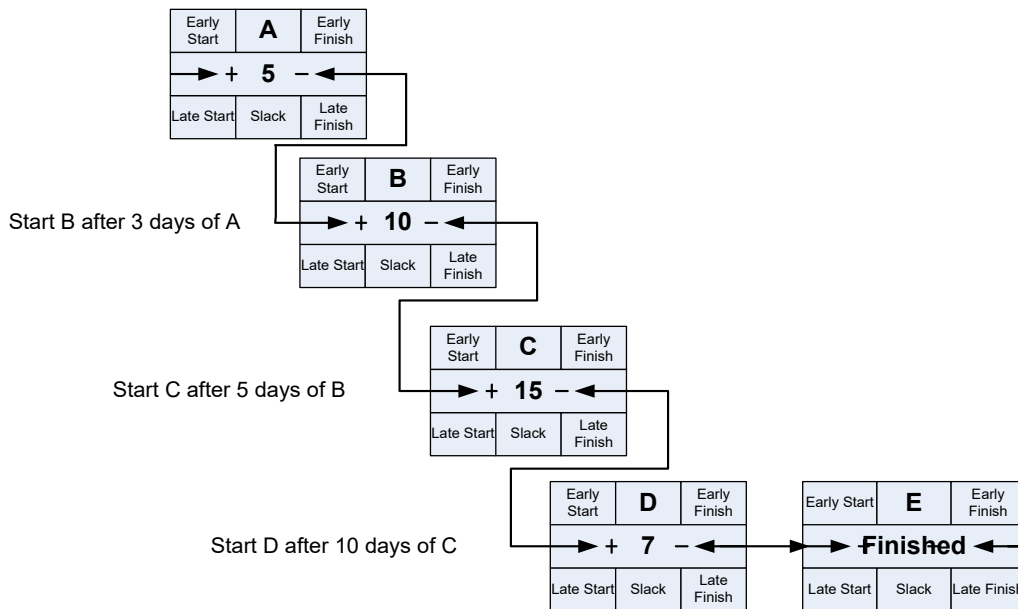 Early
Start
A
Early
Finish
+ 5 -
Late Start
Slack
Late
Finish
Early
Start
B
Early
Finish
Start B after 3 days of A
+ 10 -
Late Start
Slack
Late
Finish
Early
Start
C
Early
Finish
Start C after 5 days of B
+ 15 -
Late Start
Slack
Late
Finish
Early
Start
D
Early
Finish
Early Start
E
Early
Finish
Start D after 10 days of C
+ 7 -
Finished
Late Start
Slack
Late
Finish
Late Start
Slack
Late Finish